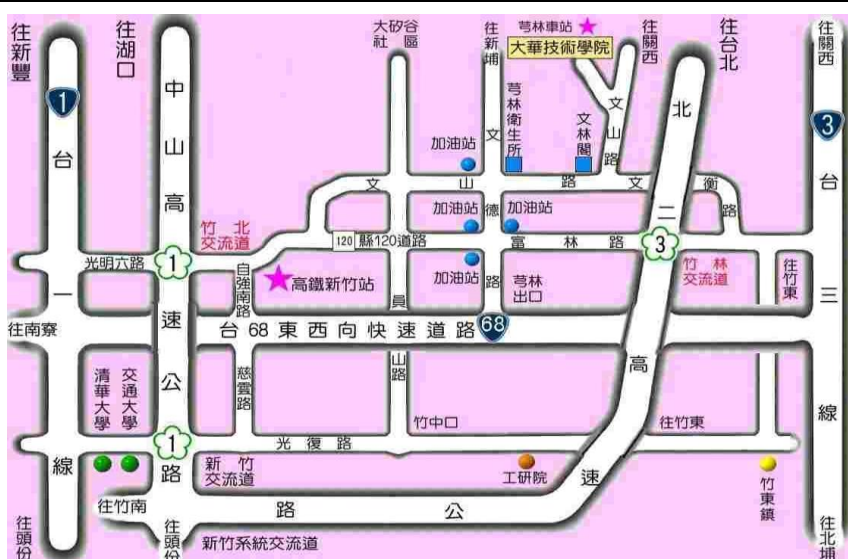 往新豐
往湖口
大矽谷
社區
往新埔
芎林車站
大華技術學院
往關西
往台北
往關西
1
台一線
中山高速公路
加油站
芎林衛生所
文林閣
文山路
北二高速公路
3
台三線
文山路
文衡路
文德路
加油站
加油站
竹北
交流道
120 縣120道路
富林路
3
光明六路
1
自強南路
高鐵新竹站
加油站
芎林
出口
竹林
交流道
往竹東
員山路
往南寮
台68東西向快速道路
68
清華大學
交通大學
慈雲路
竹中口
往竹東
1
光復路
新竹
交流道
工研院
竹東鎮
往竹南
往頭份
往頭份
新竹系統交流道
往北埔